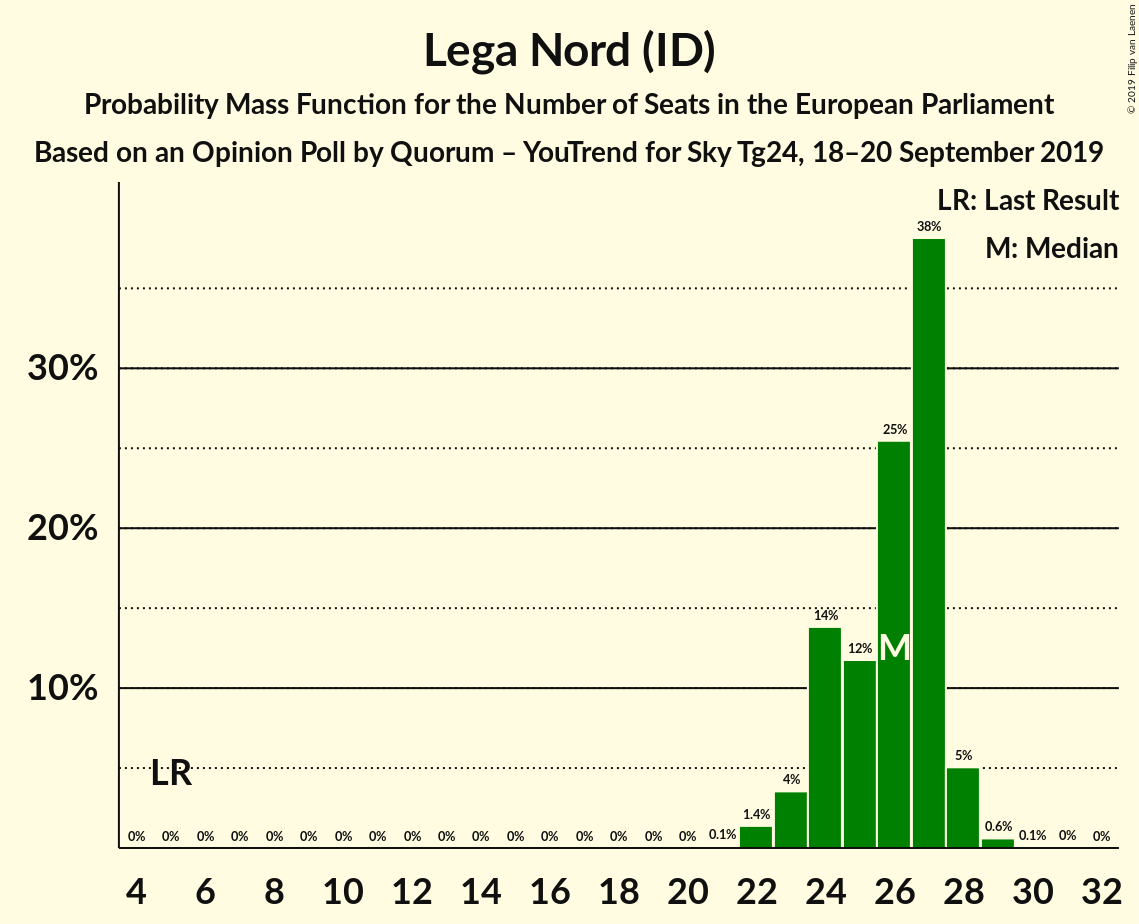 Lega Nord (ID)
Probability Mass Function for the Number of Seats in the European Parliament
Based on an Opinion Poll by Quorum – YouTrend for Sky Tg24, 18–20 September 2019
© 2019 Filip van Laenen
LR: Last Result
M: Median
30%
20%
10%
LR
M
0% 0% 0% 0% 0% 0% 0% 0% 0% 0% 0% 0% 0% 0% 0% 0% 0% 0.1% 1.4% 4% 14% 12% 25% 38% 5% 0.6% 0.1% 0% 0%
4 6 8 10 12 14 16 18 20 22 24 26 28 30 32